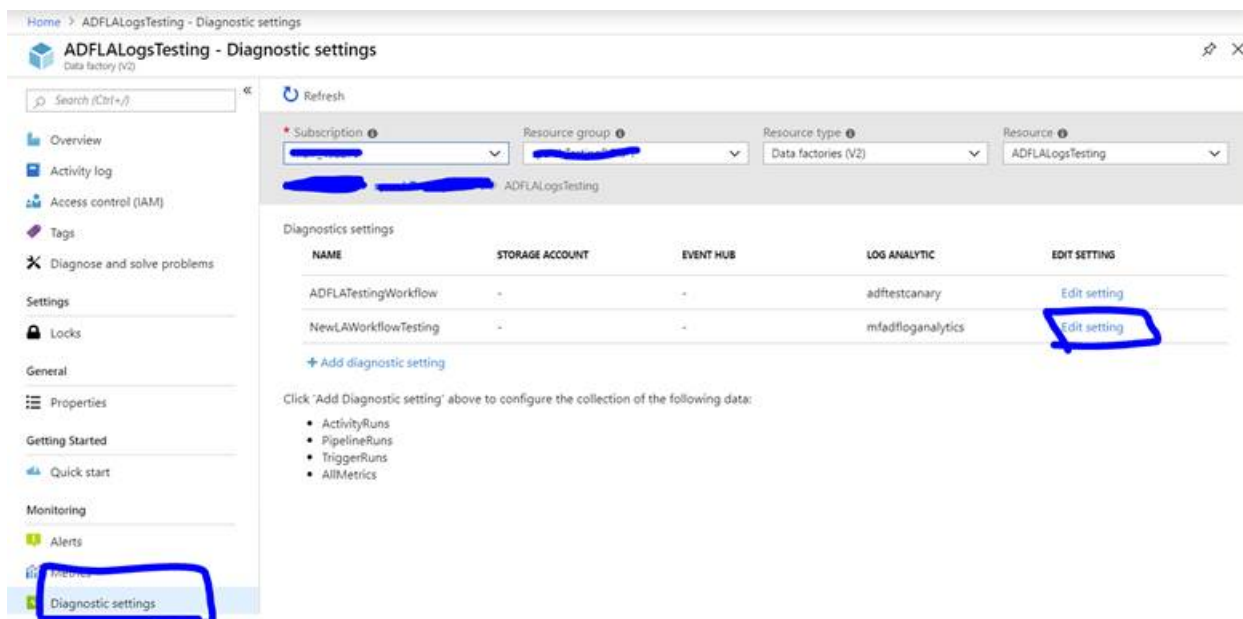 Home > ADFLALogsTesting - Diagnostic settings
ADFLALogsTesting - Diagnostic settings
Data factory (V2)
Search (Ctrl+/)
Overview
Activity log
Access control (IAM)
Tags
Diagnose and solve problems
Settings
Locks
General
Properties
Getting Started
Quick start
Monitoring
Alerts
Metrics
Diagnostic settings
Refresh
* Subscription Resource group Resource type Resource
Data factories (V2) ADFLALogsTesting
ADFLALogsTesting
Diagnostics settings
NAME STORAGE ACCOUNT EVENT HUB LOG ANALYTIC EDIT SETTING
ADFLATestingWorkflow - - adftestcanary Edit setting
NewLAWorkflowTesting - - mfadfloganalytics Edit setting
+ Add diagnostic setting
Click 'Add Diagnostic setting' above to configure the collection of the following data:
• ActivityRuns
• PipelineRuns
• TriggerRuns
• AllMetrics